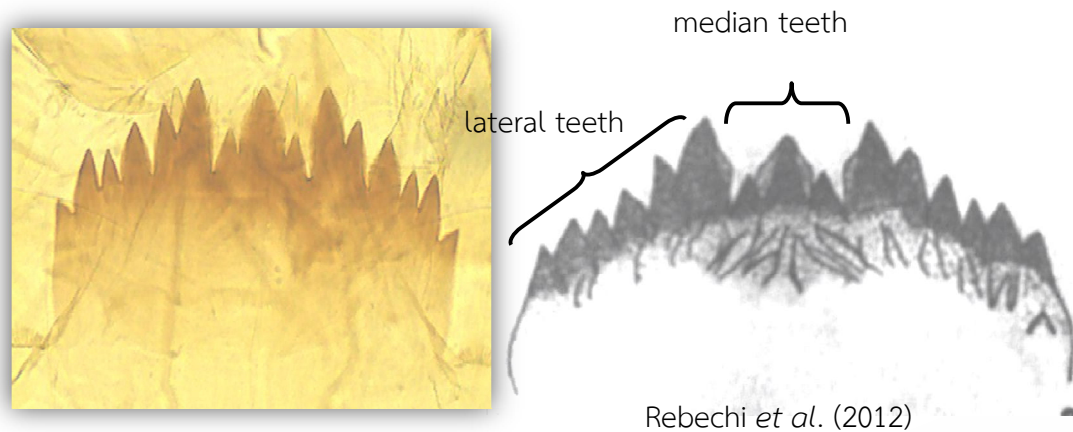 median teeth
lateral teeth
Rebechi et al. (2012)